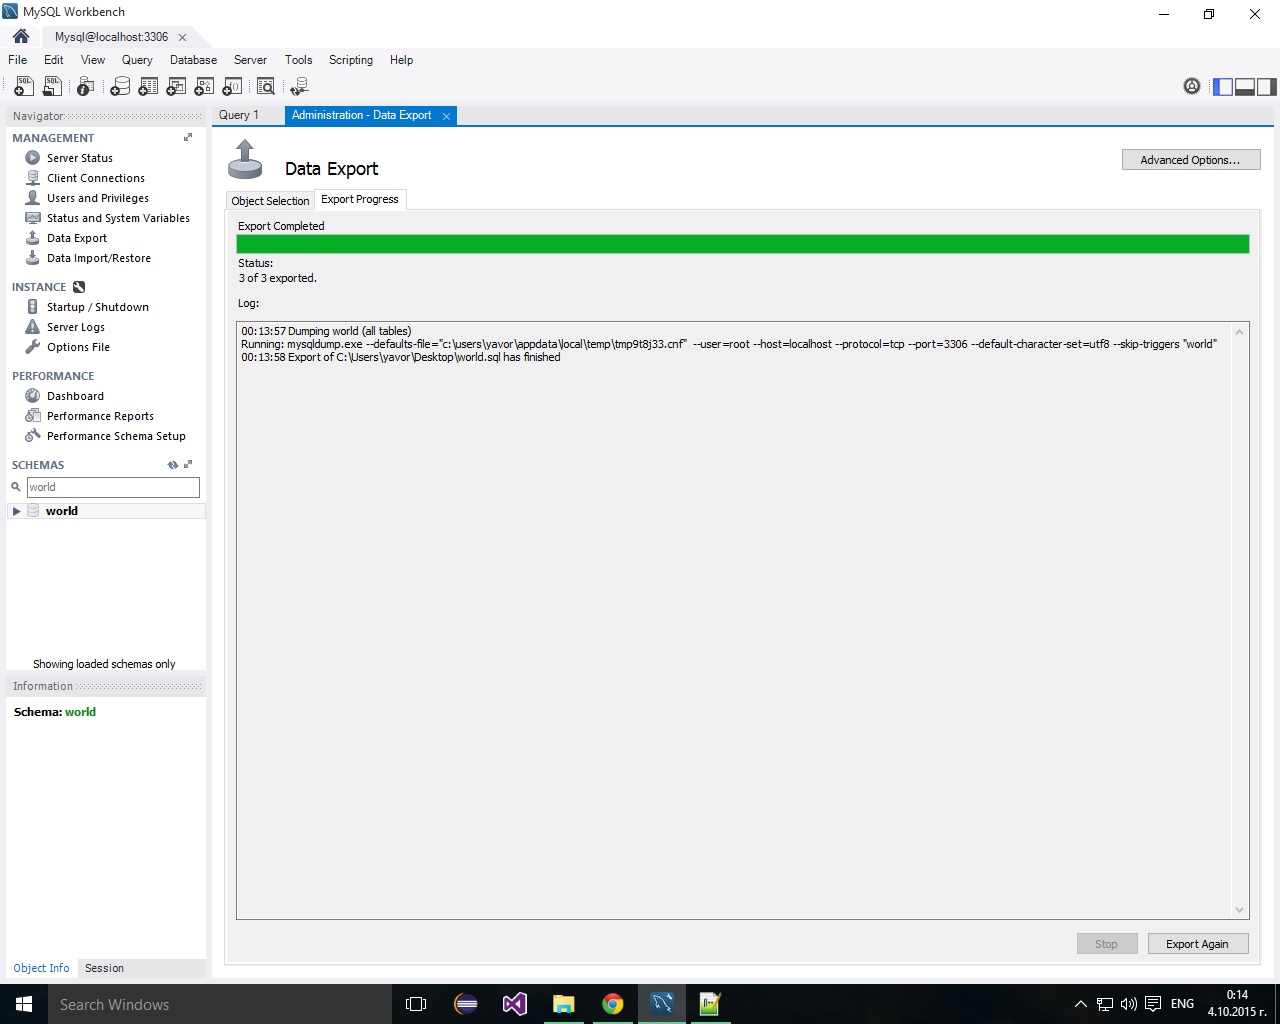 MySQL Workbench
Mysql@localhost:3306
File Edit View Query Database Server Tools Scripting Help
Navigator
MANAGEMENT
Server Status
Client Connections
Users and Privileges
Status and System Variables
Data Export
Data Import/Restore
INSTANCE
Startup / Shutdown
Server Logs
Options File
PERFORMANCE
Dashboard
Performance Reports
Performance Schema Setup
SCHEMAS
world
world
Showing loaded schemas only
Information
Schema: world
Object Info Session
Query 1 Administration - Data Export
Data Export
Advanced Options...
Object Selection Export Progress
Export Completed
Status:
3 of 3 exported.
Log:
00:13:57 Dumping world (all tables)
Running: mysqldump.exe --defaults-file="c:\users\yavor\appdata\local\temp\tmp9t8j33.cnf" --user=root --host=localhost --protocol=tcp --port=3306 --default-character-set=utf8 --skip-triggers "world"
00:13:58 Export of C:\Users\yavor\Desktop\world.sql has finished
Stop Export Again
Search Windows
ENG
0:14
4.10.2015 г.